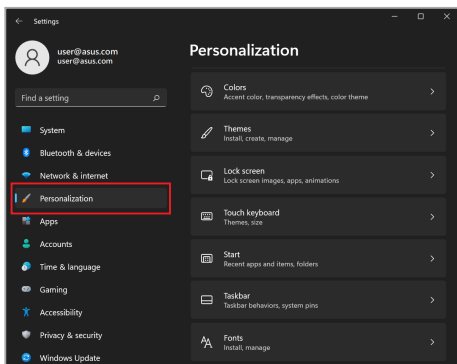 Settings
user@asus.com
user@asus.com
Find a setting
System
Bluetooth & devices
Network & internet
Personalization
Apps
Accounts
Time & language
Gaming
Accessibility
Privacy & security
Windows Update
Personalization
Colors
Accent color, transparency effects, color theme
Themes
Install, create, manage
Lock screen
Lock screen images, apps, animations
Touch keyboard
Themes, size
Start
Recent apps and items, folders
Taskbar
Taskbar behaviors, system pins
Fonts
Install, manage